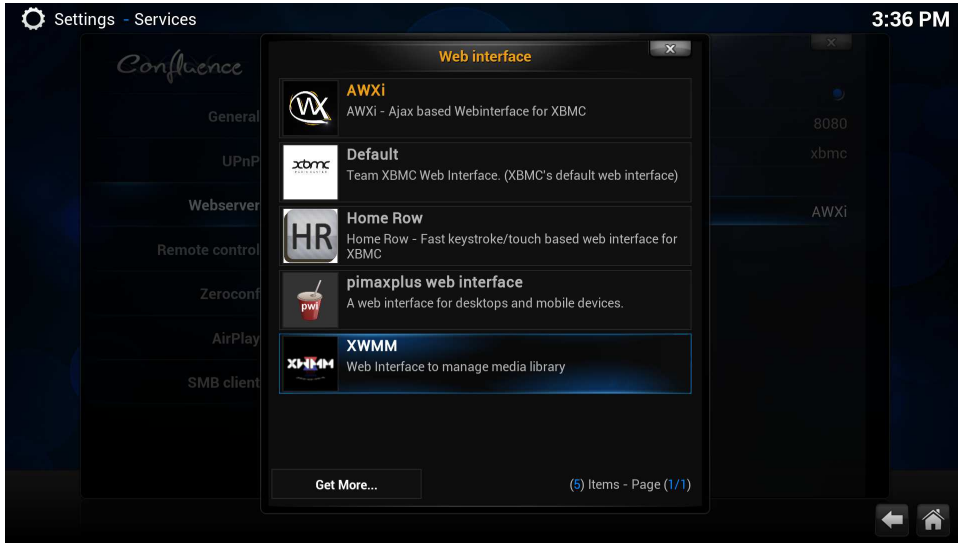 Settings - Services
3:36 PM
Confluence
General
UPnP
Webserver
Remote control
Zeroconf
AirPlay
SMB client
8080
xbmc
AWXi
Web interface
AWXi
AWXi - Ajax based Webinterface for XBMC
xbmc
Default
Team XBMC Web Interface. (XBMC's default web interface)
HR
Home Row
Home Row - Fast keystroke/touch based web interface for
XBMC
pwi
pimaxplus web interface
A web interface for desktops and mobile devices.
XWMM
XWMM
Web Interface to manage media library
Get More...
(5) Items - Page (1/1)